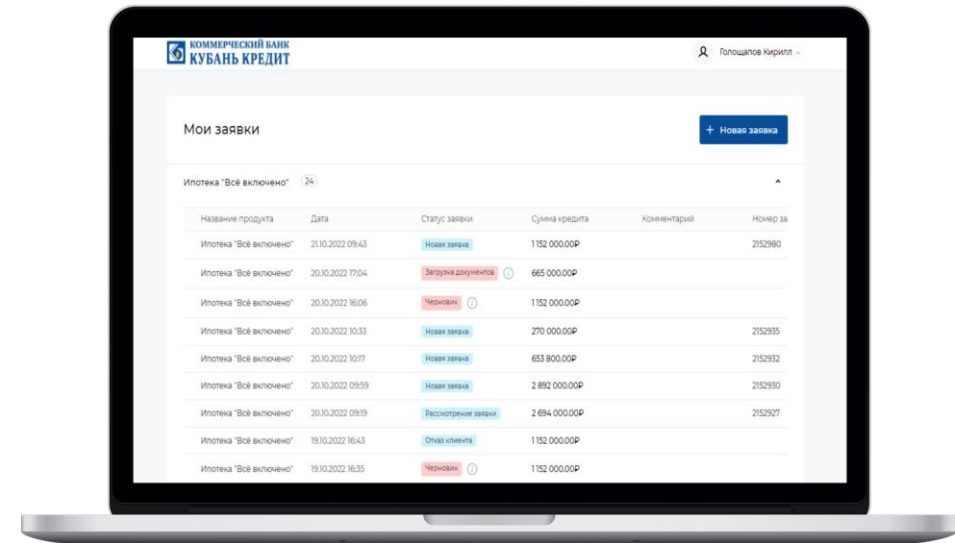 КОММЕРЧЕСКИЙ БАНК
КУБАНЬ КРЕДИТ
Голощапов Кирилл
Мои заявки
+ Новая заявка
Ипотека "Всё включено" 24
Название продукта Дата Статус заявки Сумма кредита Комментарий Номер за
Ипотека "Всё включено" 21.10.2022 09:43 Новая заявка 1 152 000.00₽ 2152980
Ипотека "Всё включено" 20.10.2022 17:04 Загрузка документов 665 000.00₽
Ипотека "Всё включено" 20.10.2022 16:06 Черновик 1 152 000.00₽
Ипотека "Всё включено" 20.10.2022 10:33 Новая заявка 270 000.00₽ 2152935
Ипотека "Всё включено" 20.10.2022 10:17 Новая заявка 653 800.00₽ 2152932
Ипотека "Всё включено" 20.10.2022 09:59 Новая заявка 2 892 000.00₽ 2152930
Ипотека "Всё включено" 20.10.2022 09:19 Рассмотрение заявки 2 694 000.00₽ 2152927
Ипотека "Всё включено" 19.10.2022 16:43 Отказ клиента 1 152 000.00₽
Ипотека "Всё включено" 19.10.2022 16:35 Черновик 1 152 000.00₽